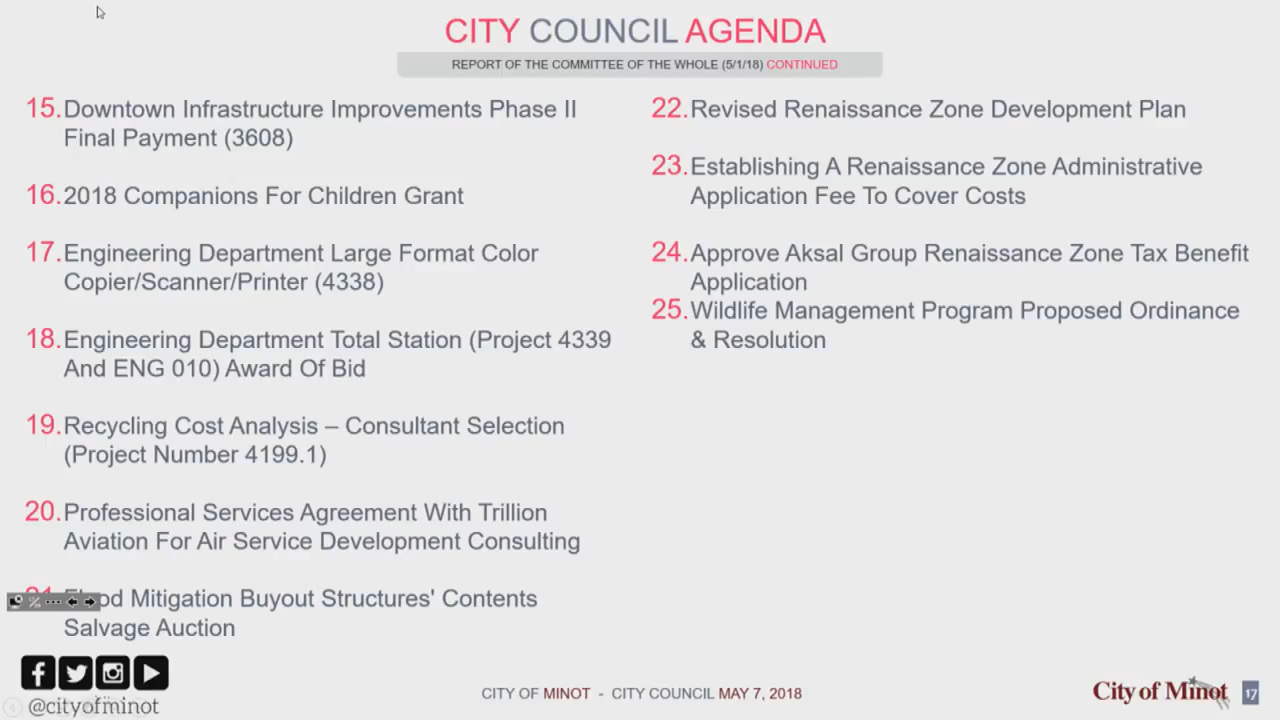 CITY COUNCIL AGENDA
REPORT OF THE COMMITTEE OF THE WHOLE (5/1/18) CONTINUED
15. Downtown Infrastructure Improvements Phase II
Final Payment (3608)
16. 2018 Companions For Children Grant
17. Engineering Department Large Format Color
Copier/Scanner/Printer (4338)
18. Engineering Department Total Station (Project 4339
And ENG 010) Award Of Bid
19. Recycling Cost Analysis – Consultant Selection
(Project Number 4199.1)
20. Professional Services Agreement With Trillion
Aviation For Air Service Development Consulting
Mitigation Buyout Structures' Contents
Salvage Auction
22. Revised Renaissance Zone Development Plan
23. Establishing A Renaissance Zone Administrative
Application Fee To Cover Costs
24. Approve Aksal Group Renaissance Zone Tax Benefit
Application
25. Wildlife Management Program Proposed Ordinance
& Resolution
@cityofminot
CITY OF MINOT - CITY COUNCIL MAY 7, 2018
City of Minot
17